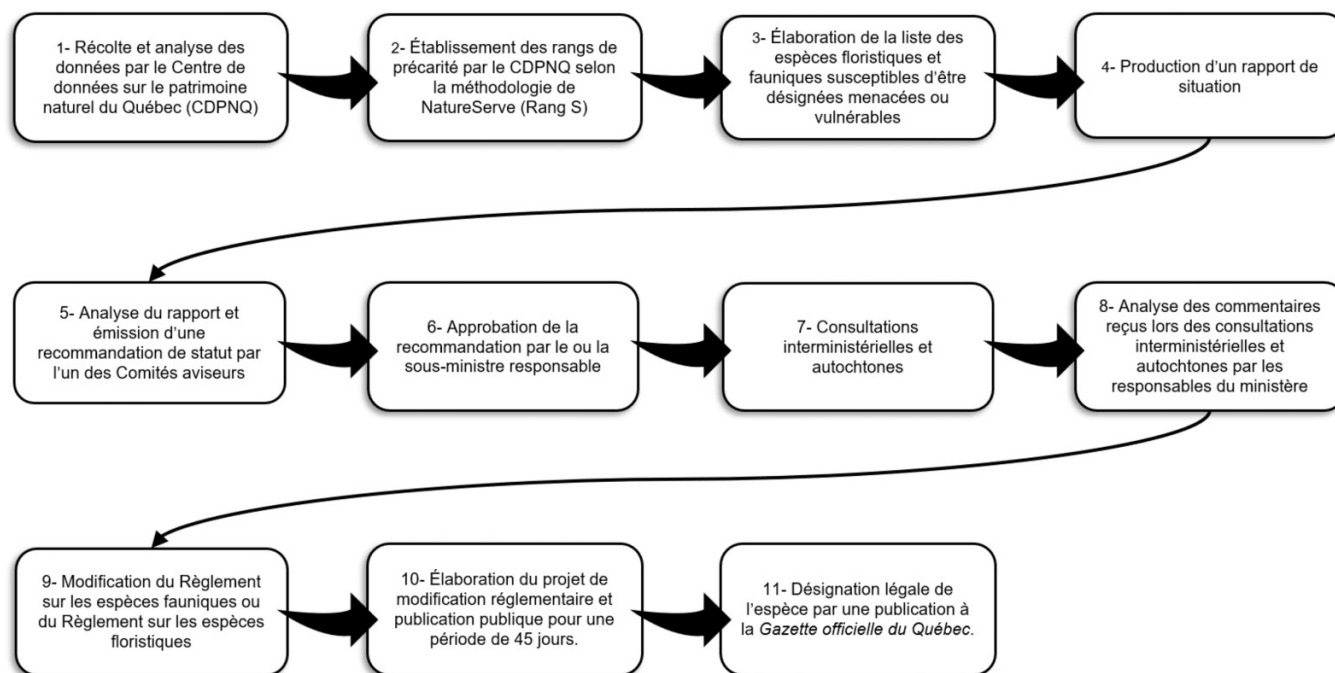 1- Récolte et analyse des
données par le Centre de
données sur le patrimoine
naturel du Québec (CDPNQ)
2- Établissement des rangs de
précarité par le CDPNQ selon
la méthodologie de
NatureServe (Rang S)
3- Élaboration de la liste des
espèces floristiques et
fauniques susceptibles d’être
désignées menacées ou
vulnérables
4- Production d’un rapport de
situation
5- Analyse du rapport et
émission d’une
recommandation de statut par
l’un des Comités aviseurs
6- Approbation de la
recommandation par le ou la
sous-ministre responsable
7- Consultations
interministérielles et
autochtones
8- Analyse des commentaires
reçus lors des consultations
interministérielles et
autochtones par les
responsables du ministère
9- Modification du Règlement
sur les espèces fauniques ou
du Règlement sur les espèces
floristiques
10- Élaboration du projet de
modification réglementaire et
publication publique pour une
période de 45 jours.
11- Désignation légale de
l’espèce par une publication à
la Gazette officielle du Québec.